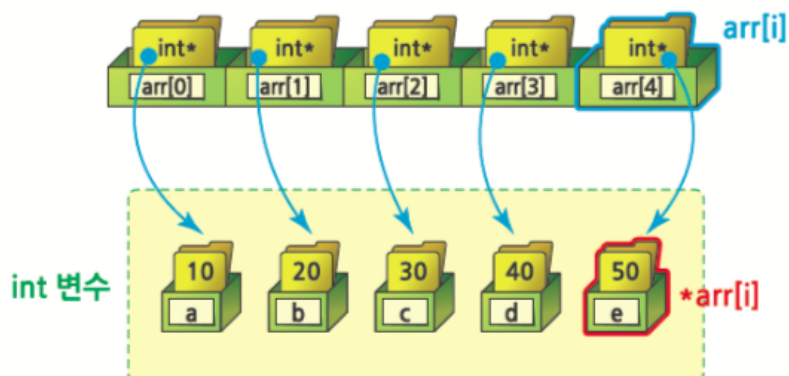 int* int* int* int* int* arr[i]
arr[0] arr[1] arr[2] arr[3] arr[4]
int 변수
10 20 30 40 50
a b c d e
*arr[i]